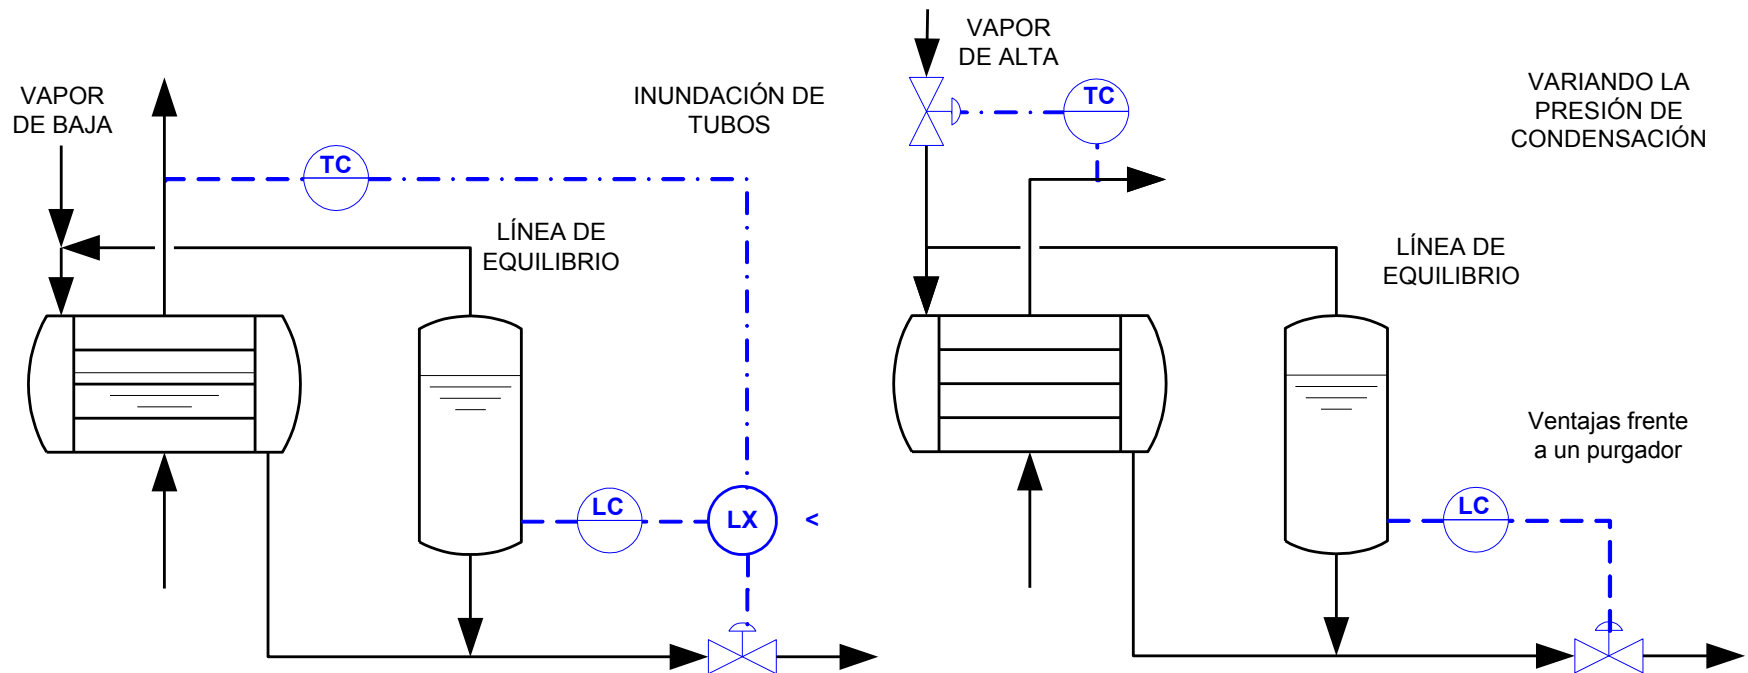 VAPOR
DE BAJA
INUNDACIÓN DE
TUBOS
TC
LÍNEA DE
EQUILIBRIO
LC
LX
<
VAPOR
DE ALTA
TC
VARIANDO LA
PRESIÓN DE
CONDENSACIÓN
LÍNEA DE
EQUILIBRIO
Ventajas frente
a un purgador
LC